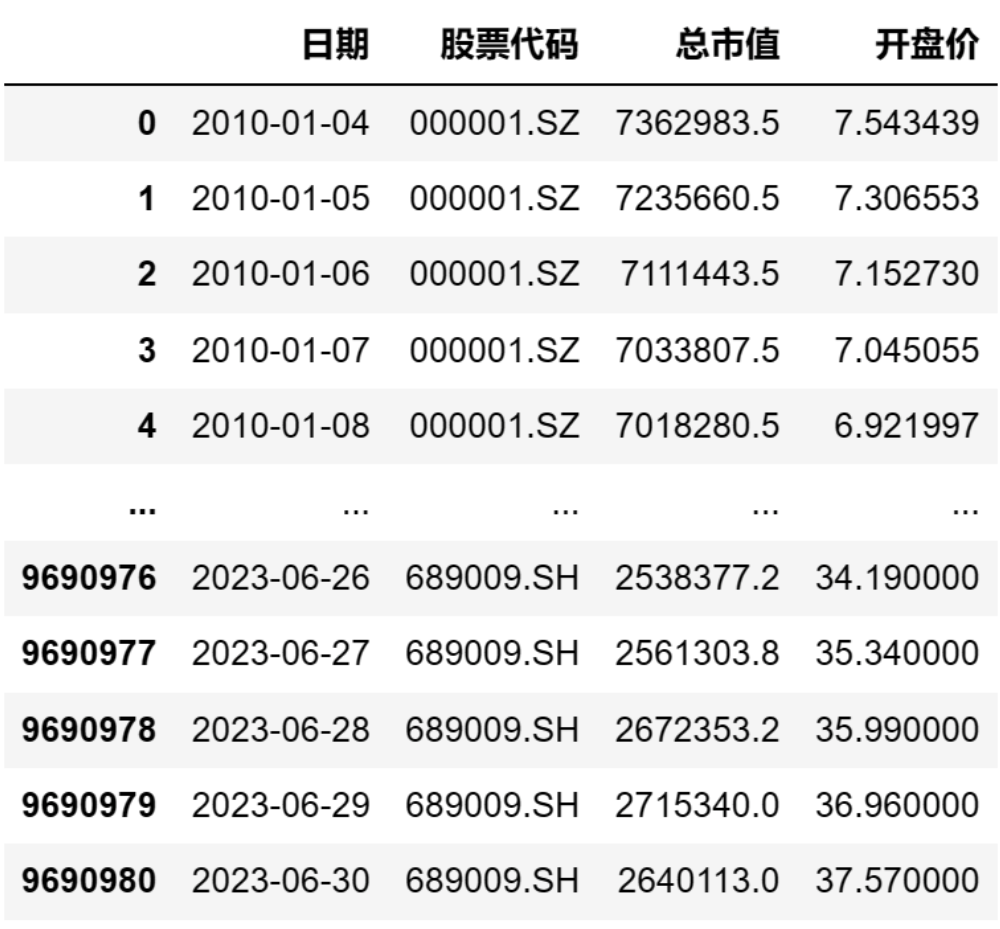 日期 股票代码 总市值 开盘价
0 2010-01-04 000001.SZ 7362983.5 7.543439
1 2010-01-05 000001.SZ 7235660.5 7.306553
2 2010-01-06 000001.SZ 7111443.5 7.152730
3 2010-01-07 000001.SZ 7033807.5 7.045055
4 2010-01-08 000001.SZ 7018280.5 6.921997
... ... ... ... ...
9690976 2023-06-26 689009.SH 2538377.2 34.190000
9690977 2023-06-27 689009.SH 2561303.8 35.340000
9690978 2023-06-28 689009.SH 2672353.2 35.990000
9690979 2023-06-29 689009.SH 2715340.0 36.960000
9690980 2023-06-30 689009.SH 2640113.0 37.570000